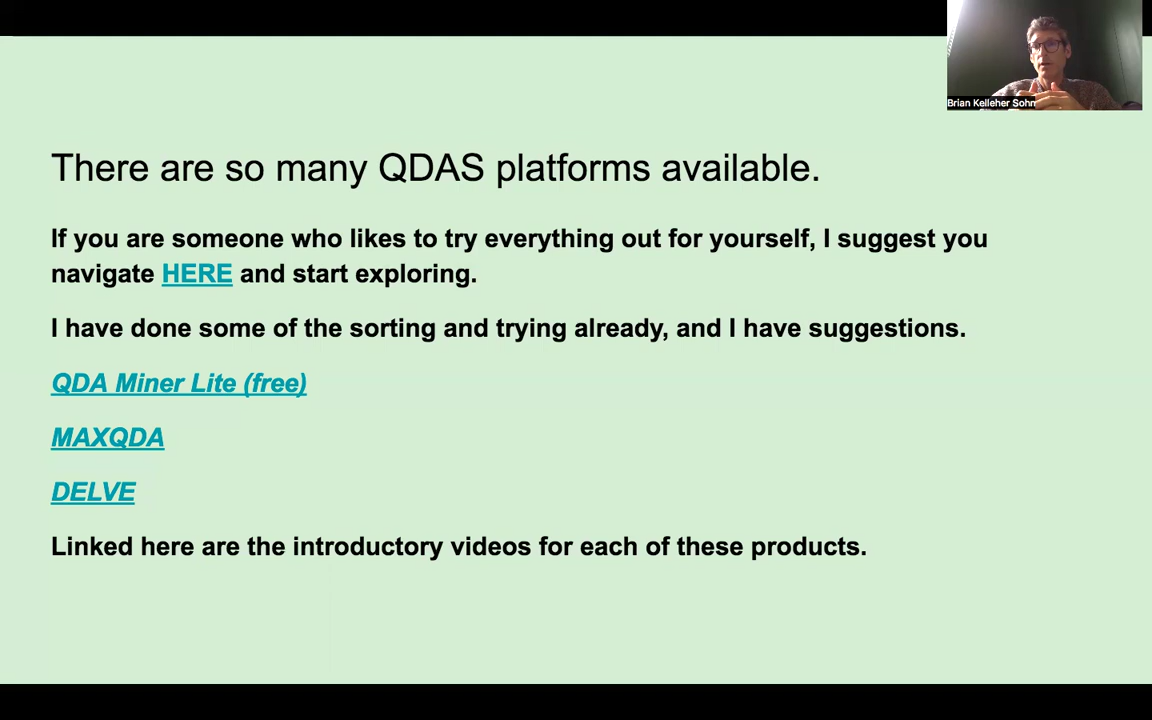 Brian Kelleher Sohn
There are so many QDAS platforms available.
If you are someone who likes to try everything out for yourself, I suggest you
navigate HERE and start exploring.
I have done some of the sorting and trying already, and I have suggestions.
QDA Miner Lite (free)
MAXQDA
DELVE
Linked here are the introductory videos for each of these products.